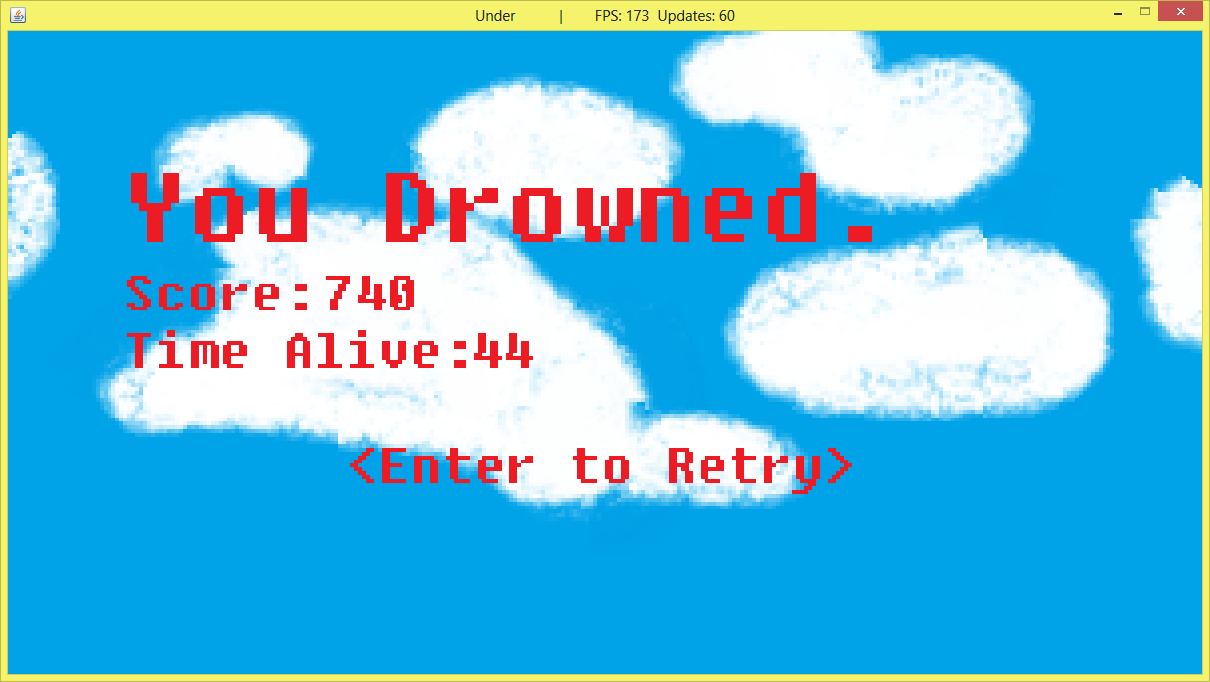 Under | FPS: 173 Updates: 60
You Drowned.
Score:740
Time Alive:44
<Enter to Retry>